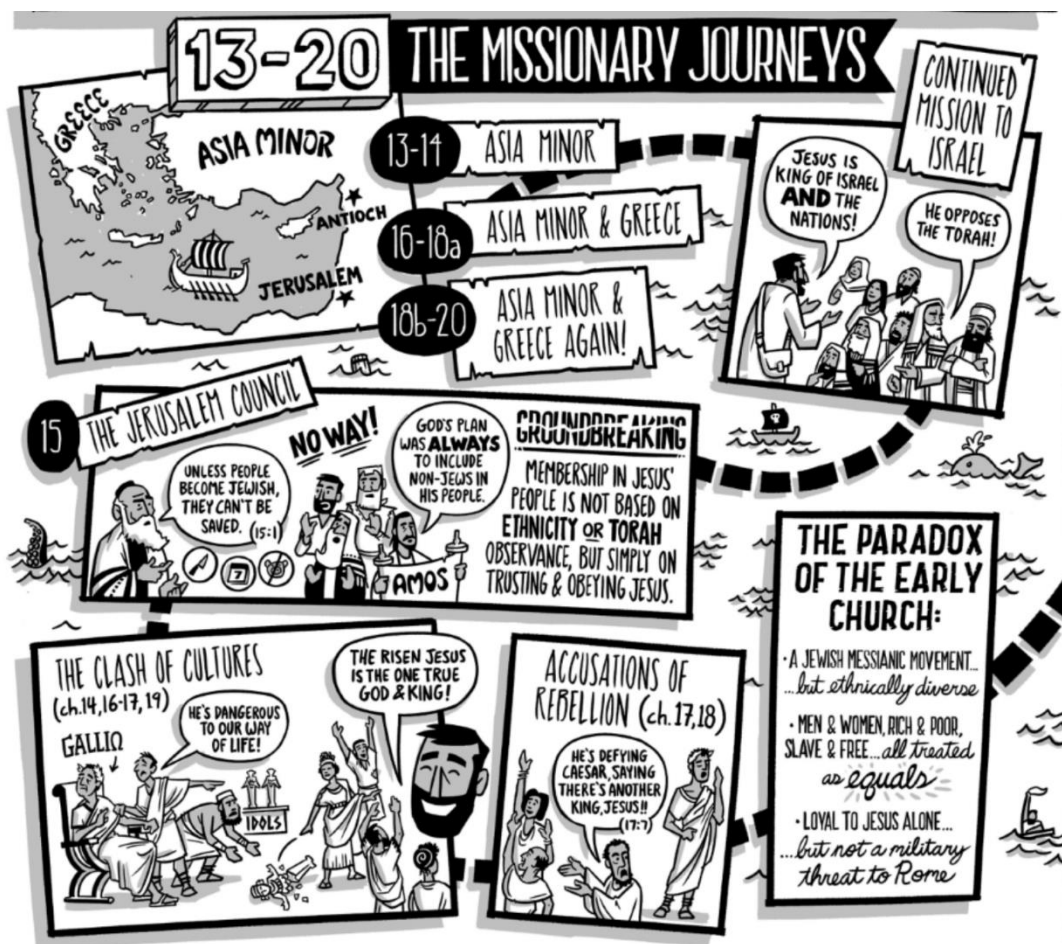 13-20
THE MISSIONARY JOURNEYS
GREECE
ASIA MINOR
ANTIOCH
JERUSALEM
13-14
ASIA MINOR
16-18a
ASIA MINOR & GREECE
18b-20
ASIA MINOR &
GREECE AGAIN!
CONTINUED
MISSION TO
ISRAEL
JESUS IS
KING OF ISRAEL
AND THE
NATIONS!
HE OPPOSES
THE TORAH!
15
THE JERUSALEM COUNCIL
UNLESS PEOPLE
BECOME JEWISH,
THEY CAN'T BE
SAVED.
(15:1)
7
NO WAY!
GOD'S PLAN
WAS ALWAYS
TO INCLUDE
NON-JEWS IN
HIS PEOPLE.
AMOS
GROUNDBREAKING
MEMBERSHIP IN JESUS'
PEOPLE IS NOT BASED ON
ETHNICITY OR TORAH
OBSERVANCE, BUT SIMPLY ON
TRUSTING & OBEYING JESUS.
THE CLASH OF CULTURES
(ch.14, 16-17, 19)
GALLIO
HE'S DANGEROUS
TO OUR WAY
OF LIFE!
IDOLS
THE RISEN JESUS
IS THE ONE TRUE
GOD & KING!
ACCUSATIONS OF
REBELLION (ch.17,18)
HE'S DEFYING
CAESAR, SAYING
THERE'S ANOTHER
KING, JESUS!!
(17:7)
THE PARADOX
OF THE EARLY
CHURCH:
· A JEWISH MESSIANIC MOVEMENT...
...but ethnically diverse
· MEN & WOMEN, RICH & POOR,
SLAVE & FREE...all treated
as equals
· LOYAL TO JESUS ALONE...
...but not a military
threat to Rome